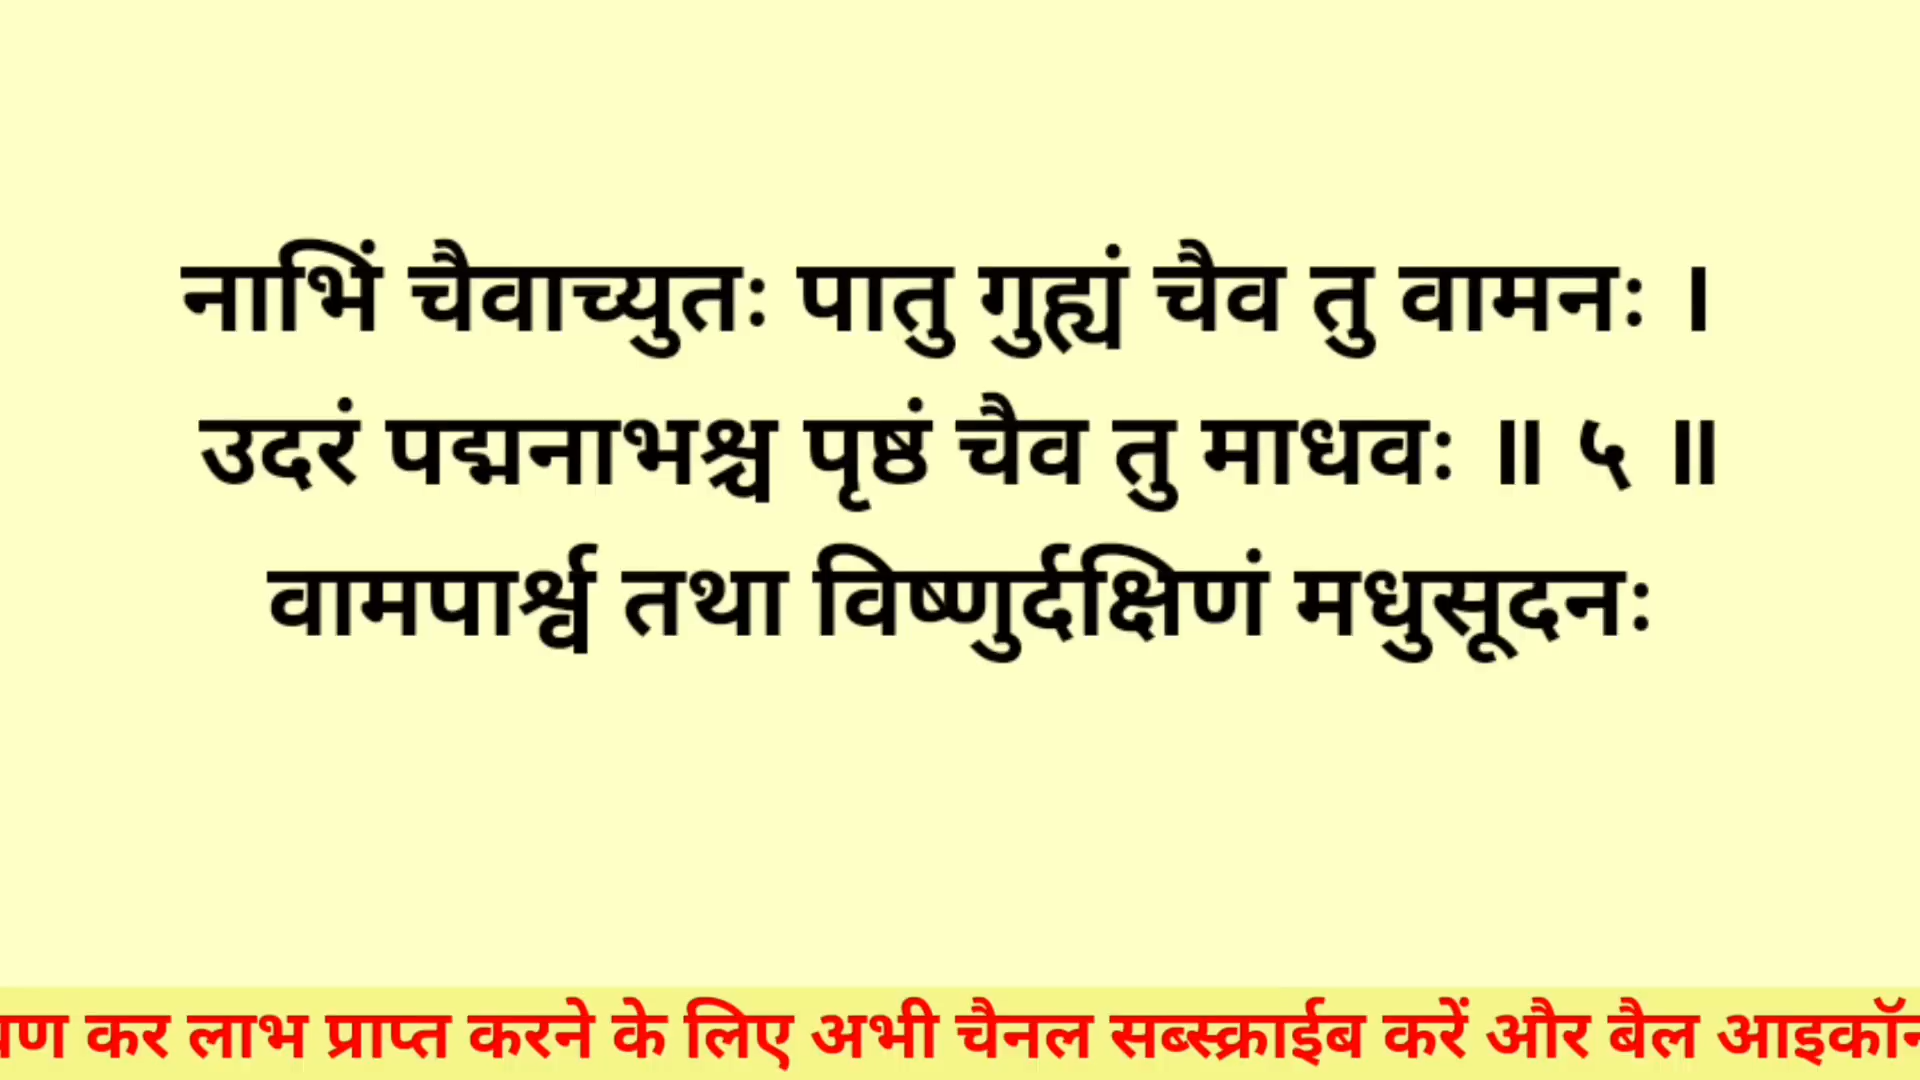 नाभिं चैवाच्युतः पातु गुह्यं चैव तु वामनः ।
उदरं पद्मनाभश्च पृष्ठं चैव तु माधवः ॥ ५ ॥
वामपार्श्व तथा विष्णुर्दक्षिणं मधुसूदनः
कर लाभ प्राप्त करने के लिए अभी चैनल सब्स्क्राईब करें और बैल